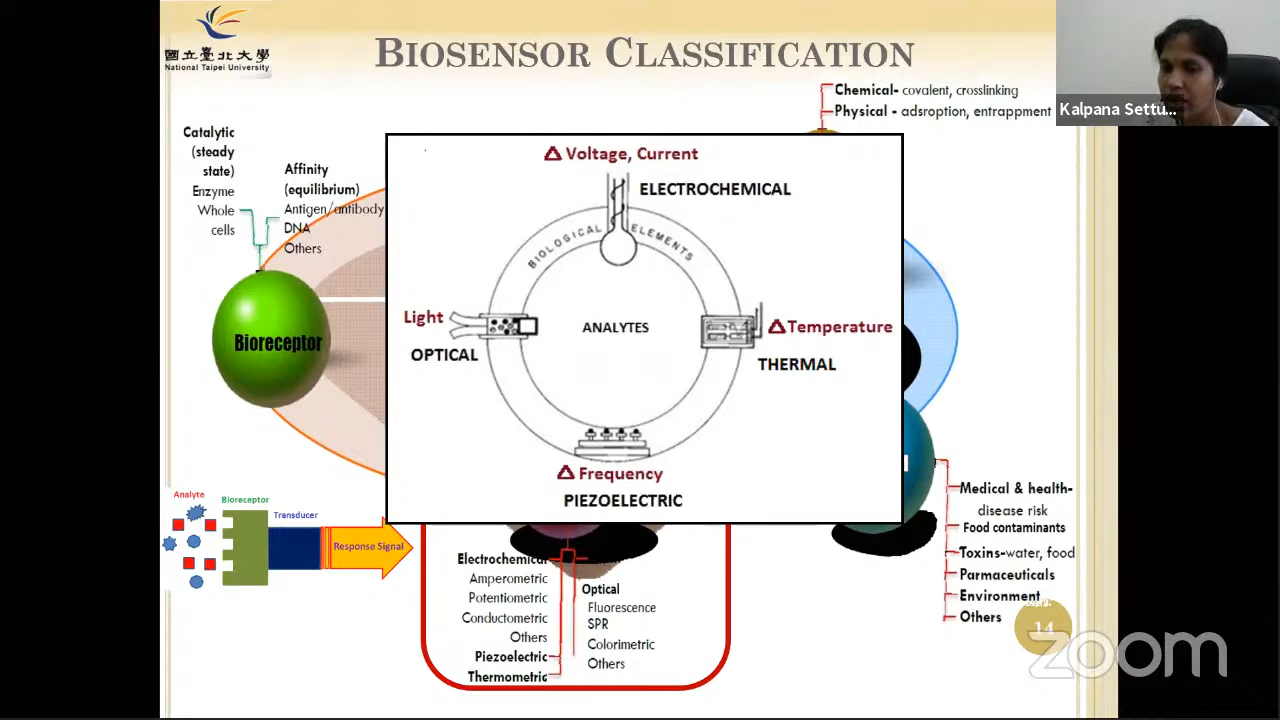 國立臺北大學
National Taipei University
BIOSENSOR CLASSIFICATION
Kalpana Settu...
Chemical- covalent, crosslinking
Physical - adsroption, entrappment
Catalytic
(steady
state)
Enzyme
Whole
cells
Affinity
(equilibrium)
Antigen/antibody
DNA
Others
Bioreceptor
Δ Voltage, Current
ELECTROCHEMICAL
BIOLOGICAL ELEMENTS
Light
OPTICAL
ANALYTES
Δ Temperature
THERMAL
Δ Frequency
PIEZOELECTRIC
Analyte
Bioreceptor
Transducer
Response Signal
Electrochemical
Amperometric
Potentiometric
Conductometric
Others
Piezoelectric
Thermometric
Optical
Fluorescence
SPR
Colorimetric
Others
Medical & health-
disease risk
Food contaminants
Toxins-water, food
Parmaceuticals
Environment
Others
14
zoom